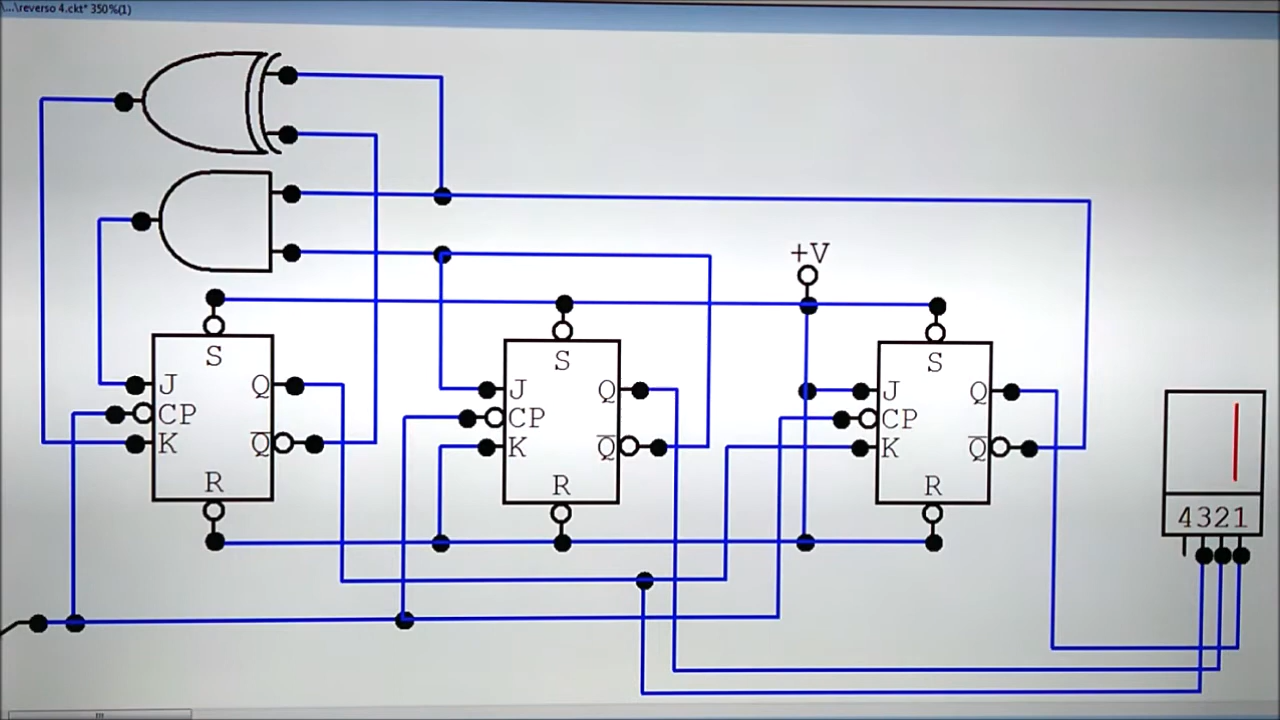 \...\reverso 4.ckt* 350%(1)
+V
S
J Q
CP
K Q̅
R
S
J Q
CP
K Q̅
R
S
J Q
CP
K Q̅
R
4321